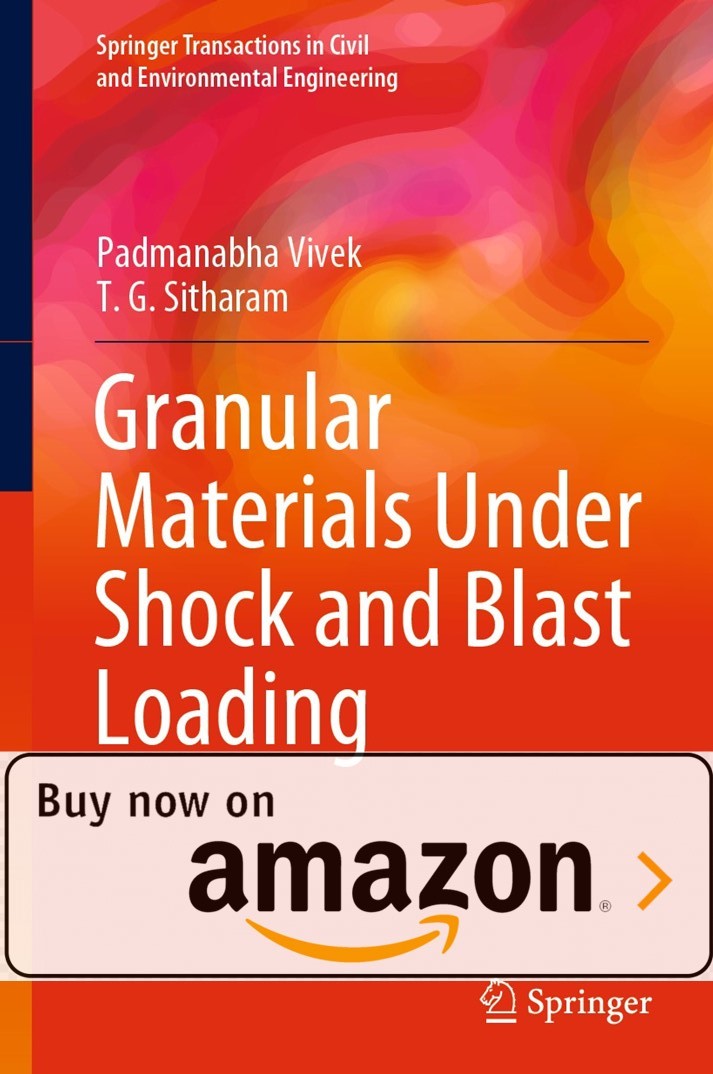 Springer Transactions in Civil
and Environmental Engineering
Padmanabha Vivek
T. G. Sitharam
Granular
Materials Under
Shock and Blast
Loading
Buy now on
amazon®
Springer